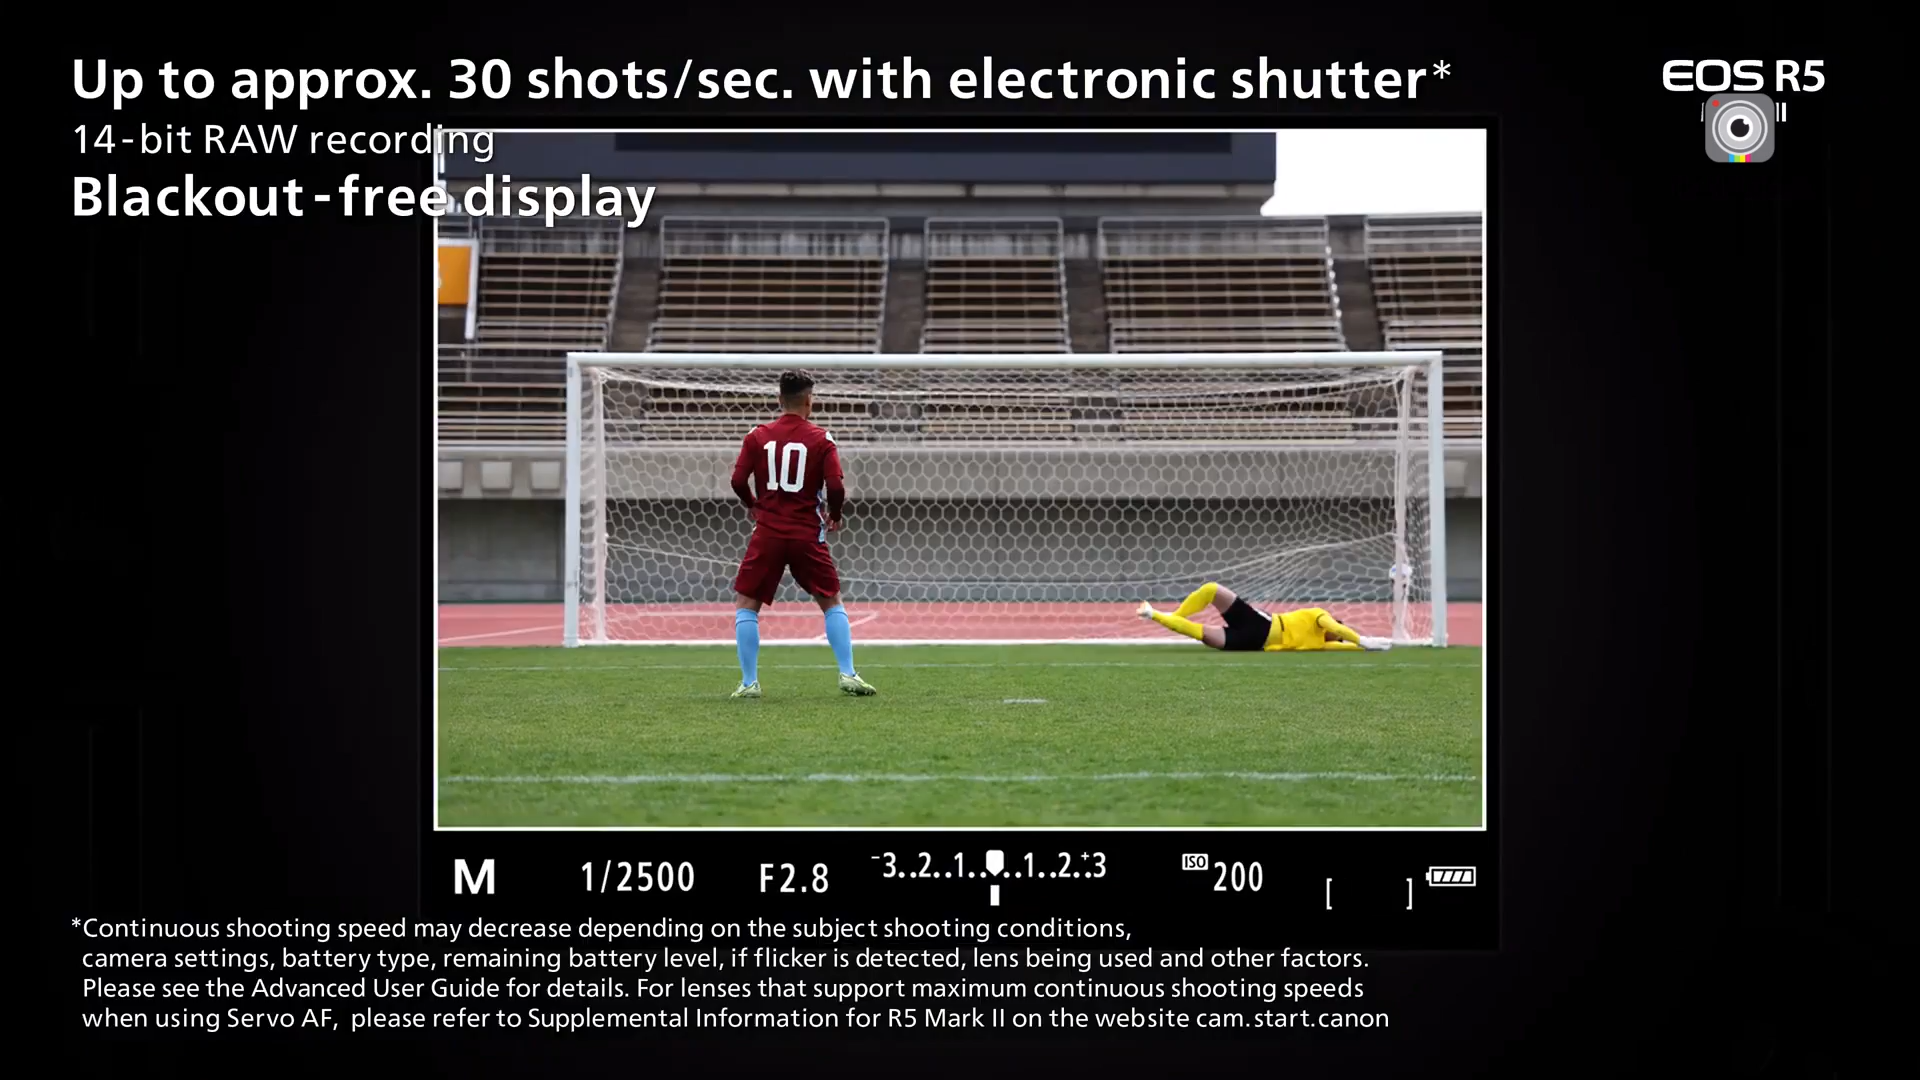 Up to approx. 30 shots/sec. with electronic shutter*
EOS R5
14-bit RAW recording
II
Blackout-free display
10
M 1/2500 F2.8 -3..2..1..▼..1..2.+3 ISO 200 [ ]
*Continuous shooting speed may decrease depending on the subject shooting conditions,
camera settings, battery type, remaining battery level, if flicker is detected, lens being used and other factors.
Please see the Advanced User Guide for details. For lenses that support maximum continuous shooting speeds
when using Servo AF, please refer to Supplemental Information for R5 Mark II on the website cam.start.canon